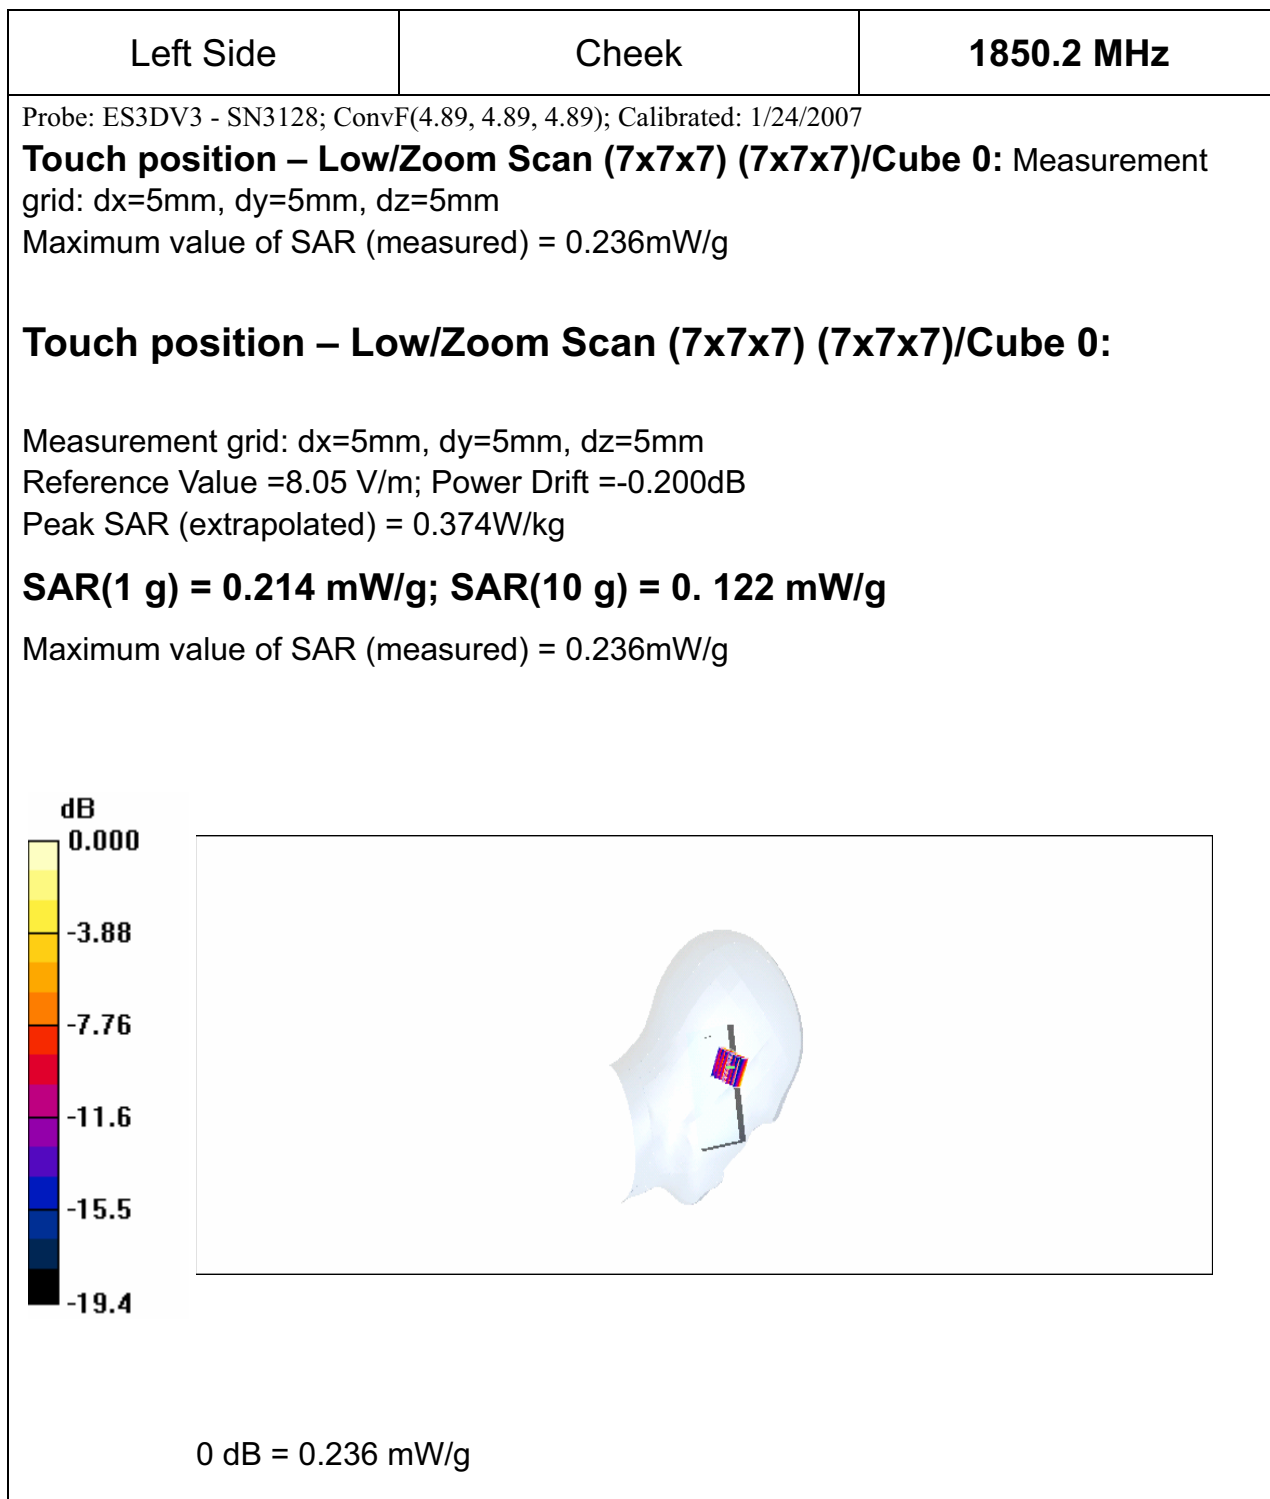 Left Side
Cheek
1850.2 MHz
Probe: ES3DV3 - SN3128; ConvF(4.89, 4.89, 4.89); Calibrated: 1/24/2007
Touch position – Low/Zoom Scan (7x7x7) (7x7x7)/Cube 0: Measurement
grid: dx=5mm, dy=5mm, dz=5mm
Maximum value of SAR (measured) = 0.236mW/g
Touch position – Low/Zoom Scan (7x7x7) (7x7x7)/Cube 0:
Measurement grid: dx=5mm, dy=5mm, dz=5mm
Reference Value =8.05 V/m; Power Drift =-0.200dB
Peak SAR (extrapolated) = 0.374W/kg
SAR(1 g) = 0.214 mW/g; SAR(10 g) = 0. 122 mW/g
Maximum value of SAR (measured) = 0.236mW/g
dB
0.000
-3.88
-7.76
-11.6
-15.5
-19.4
0 dB = 0.236 mW/g